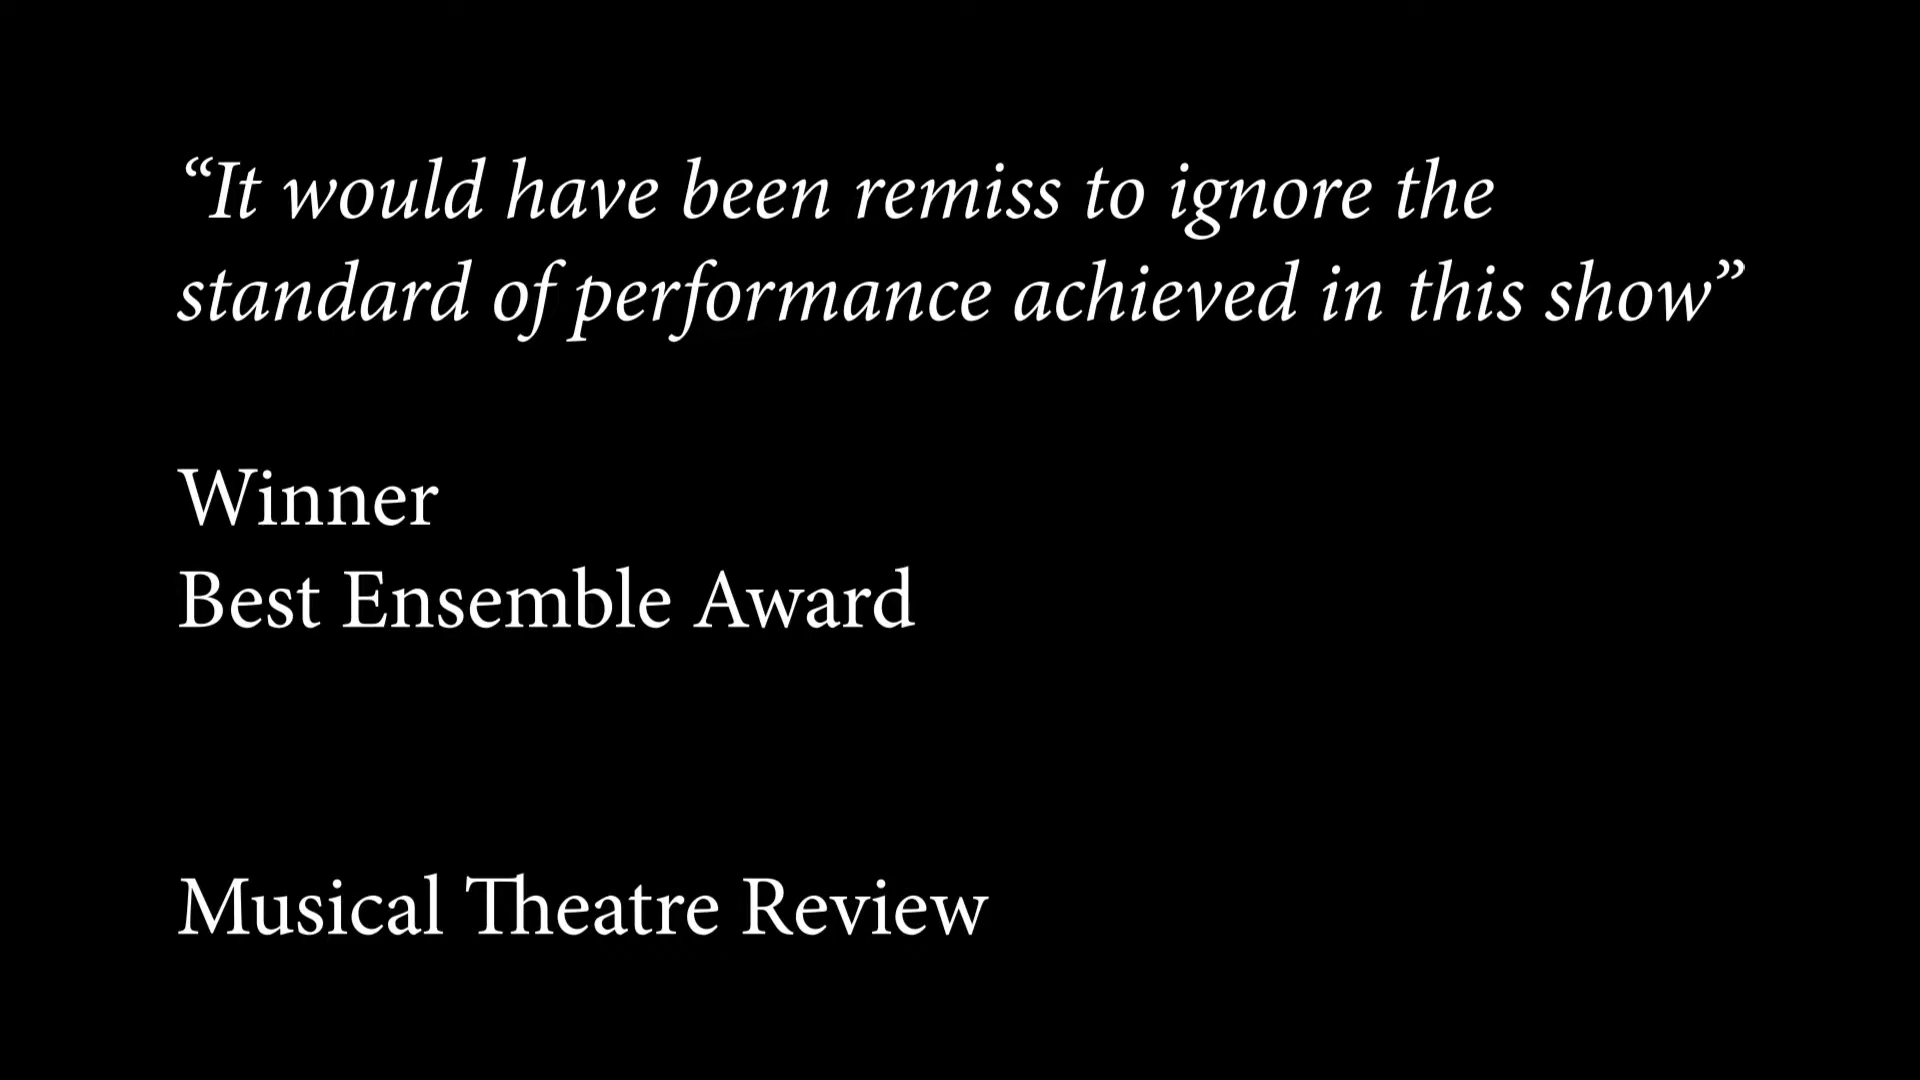 “It would have been remiss to ignore the
standard of performance achieved in this show”
Winner
Best Ensemble Award
Musical Theatre Review